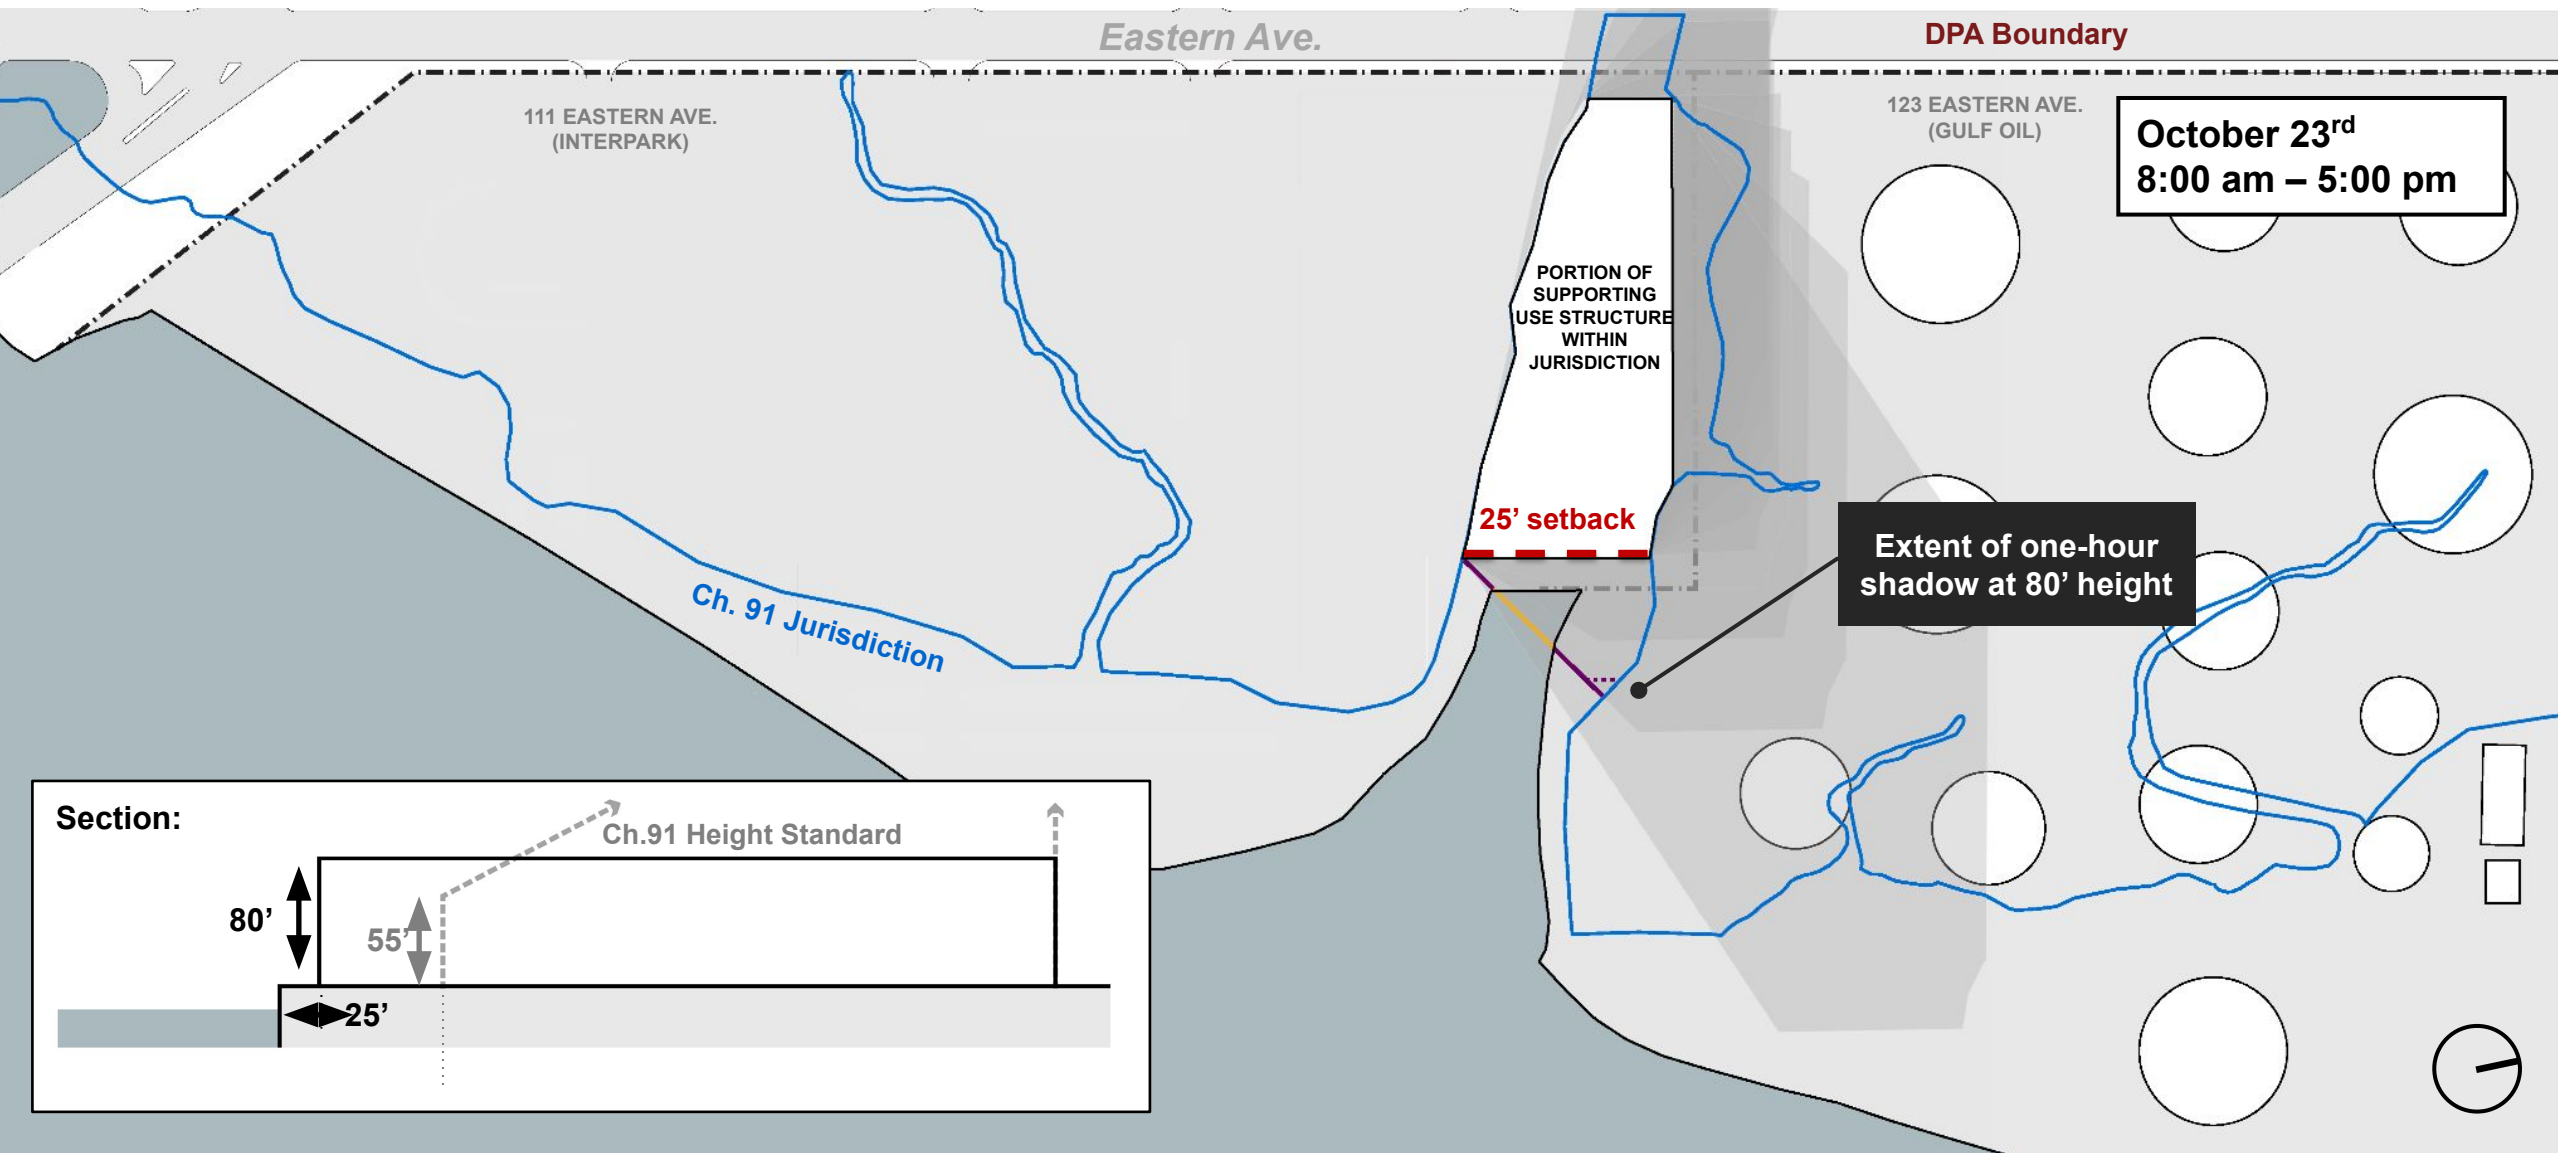 Eastern Ave.
DPA Boundary
111 EASTERN AVE.
(INTERPARK)
123 EASTERN AVE.
(GULF OIL)
October 23rd
8:00 am – 5:00 pm
PORTION OF
SUPPORTING
USE STRUCTURE
WITHIN
JURISDICTION
25’ setback
Extent of one-hour
shadow at 80’ height
Ch. 91 Jurisdiction
Section:
Ch.91 Height Standard
80’
55’
25’